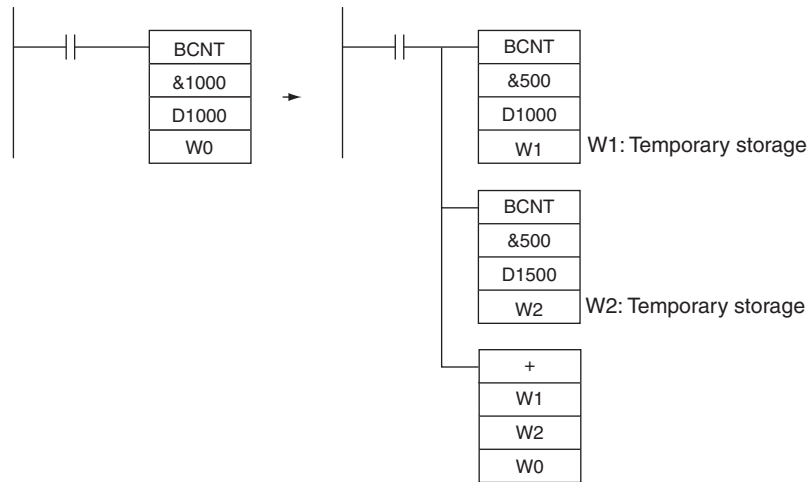 BCNT
&1000
D1000
W0
BCNT
&500
D1000
W1
W1: Temporary storage
BCNT
&500
D1500
W2
W2: Temporary storage
+
W1
W2
W0